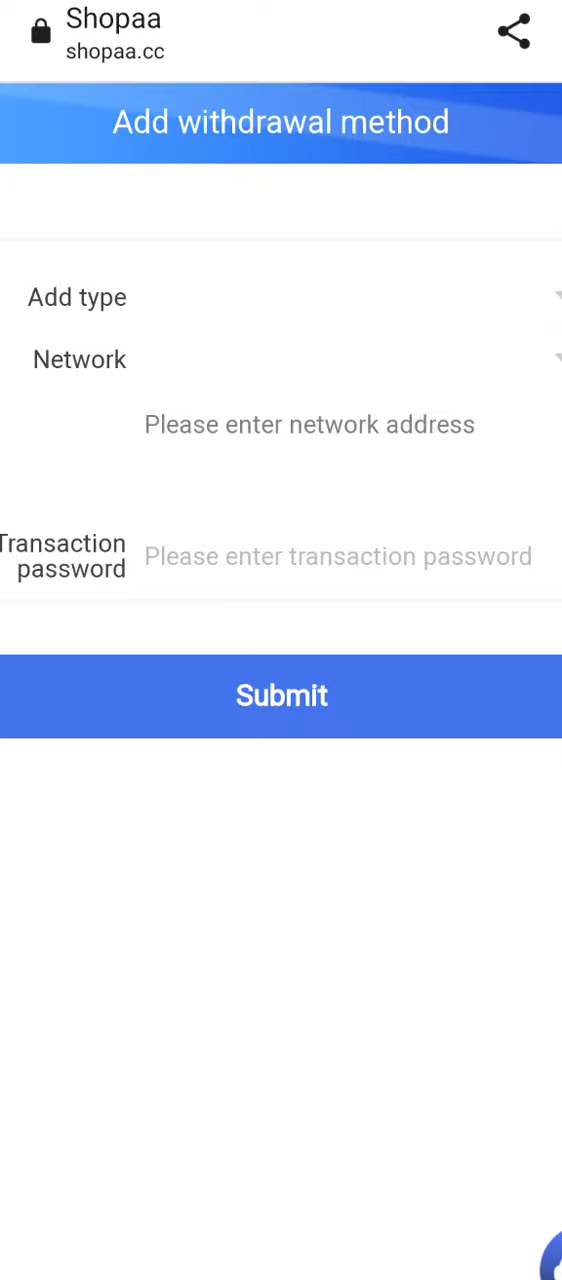 Shopaa
shopaa.cc
Add withdrawal method
Add type
Network
Please enter network address
Transaction
password
Please enter transaction password
Submit